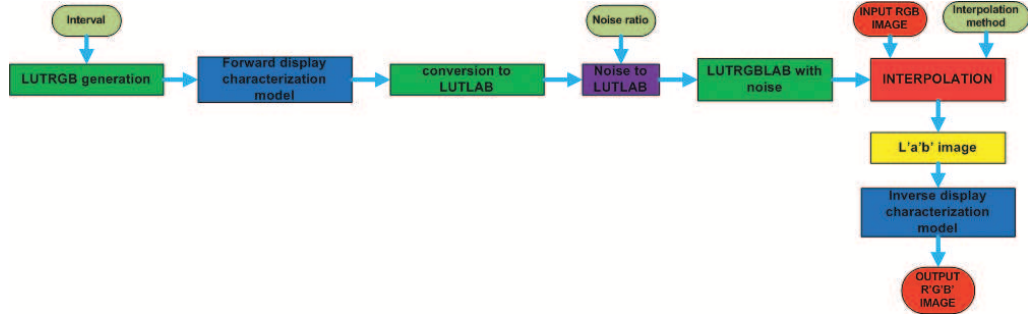 Interval
Noise ratio
INPUT RGB
IMAGE
Interpolation
method
LUTRGB generation
Forward display
characterization
model
conversion to
LUTLAB
Noise to
LUTLAB
LUTRGBLAB with
noise
INTERPOLATION
L'a'b' image
Inverse display
characterization
model
OUTPUT
R'G'B'
IMAGE